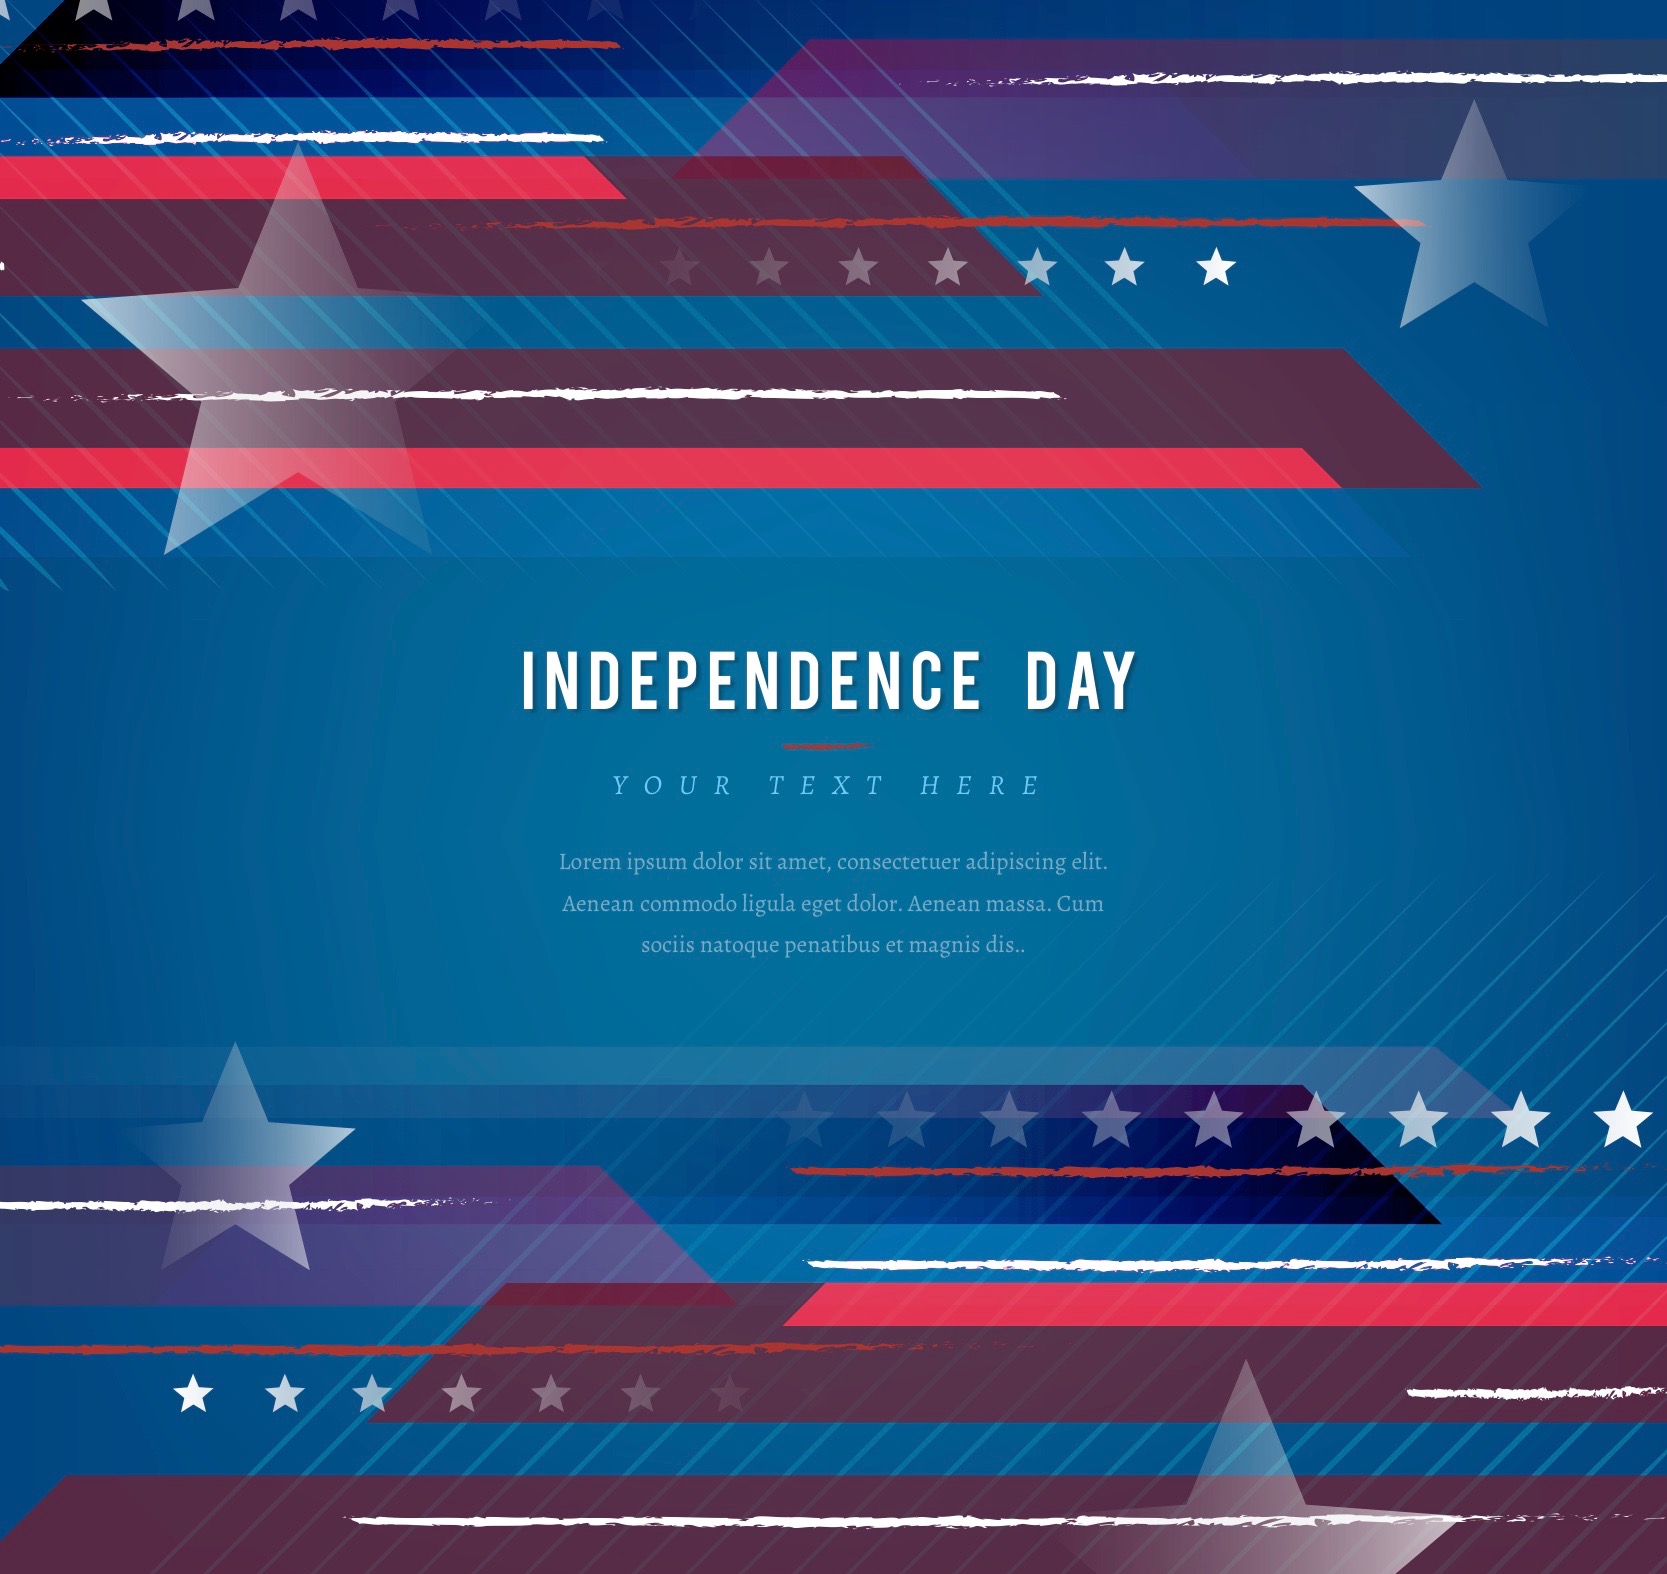 INDEPENDENCE DAY
YOUR TEXT HERE
Lorem ipsum dolor sit amet, consectetuer adipiscing elit.
Aenean commodo ligula eget dolor. Aenean massa. Cum
sociis natoque penatibus et magnis dis..